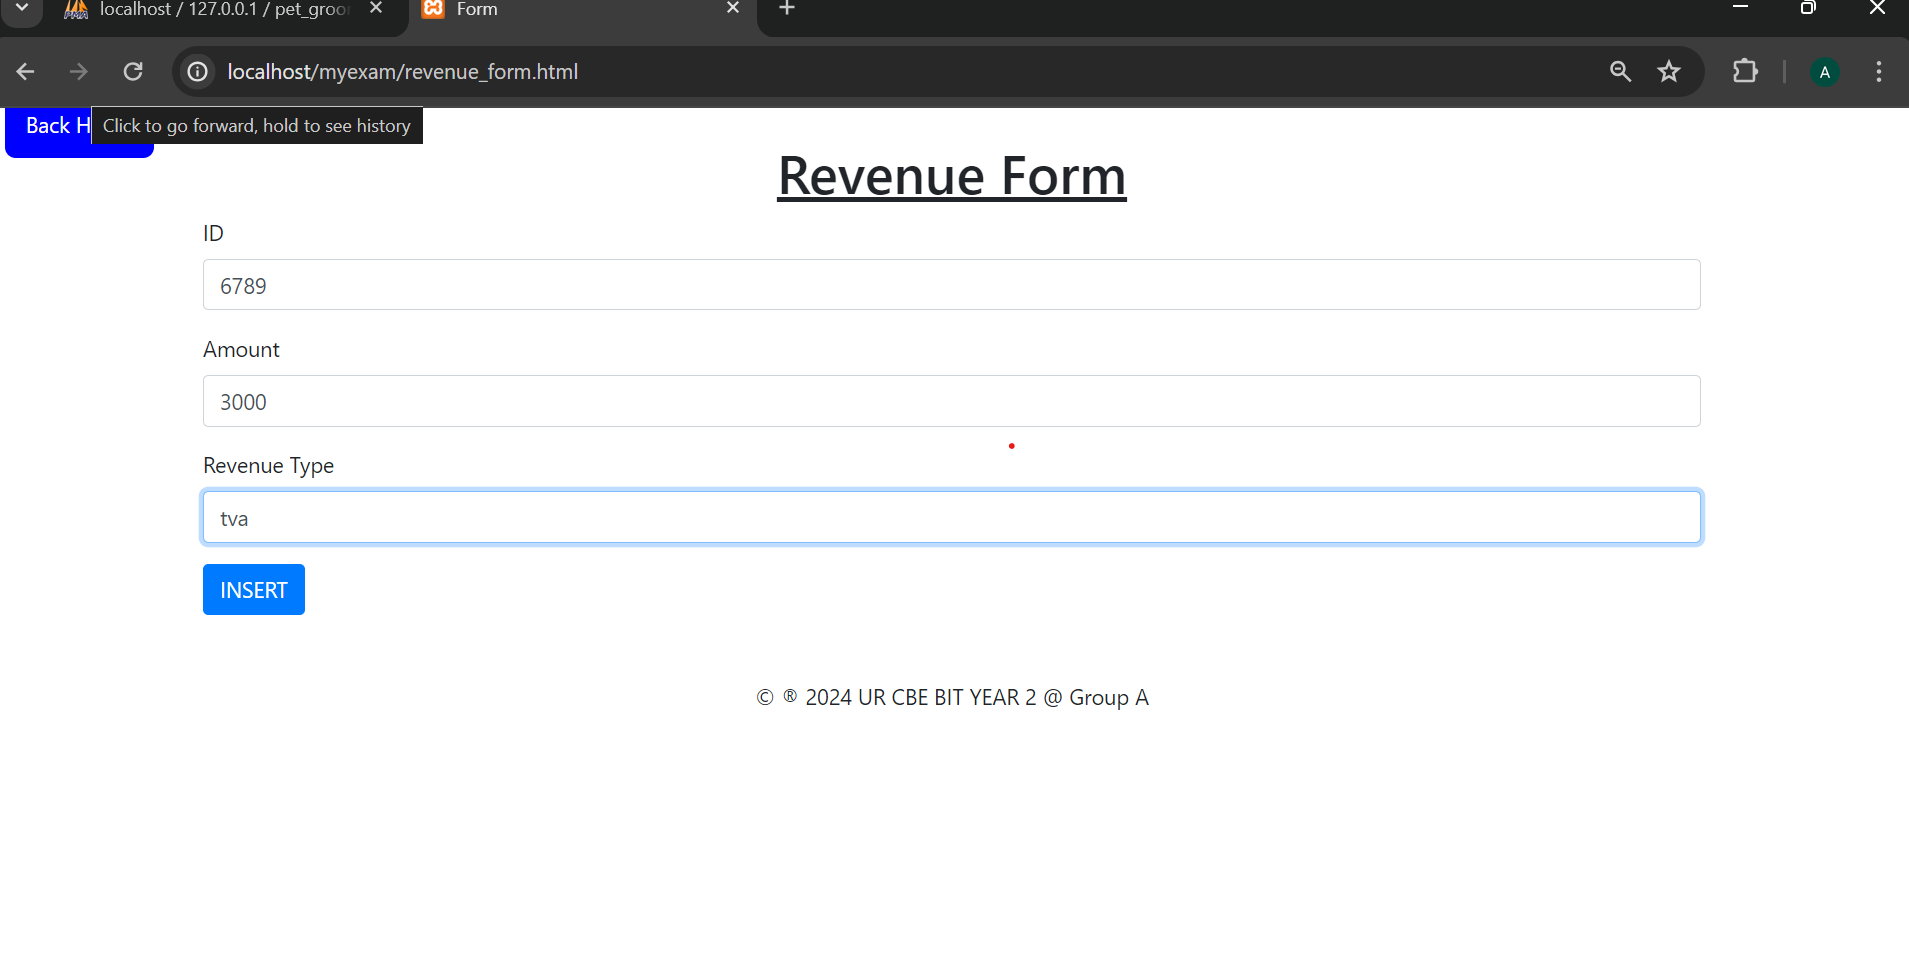 localhost / 127.0.0.1 / pet_groo
Form
localhost/myexam/revenue_form.html
A
Back H
Click to go forward, hold to see history
Revenue Form
ID
6789
Amount
3000
Revenue Type
tva
INSERT
© ® 2024 UR CBE BIT YEAR 2 @ Group A